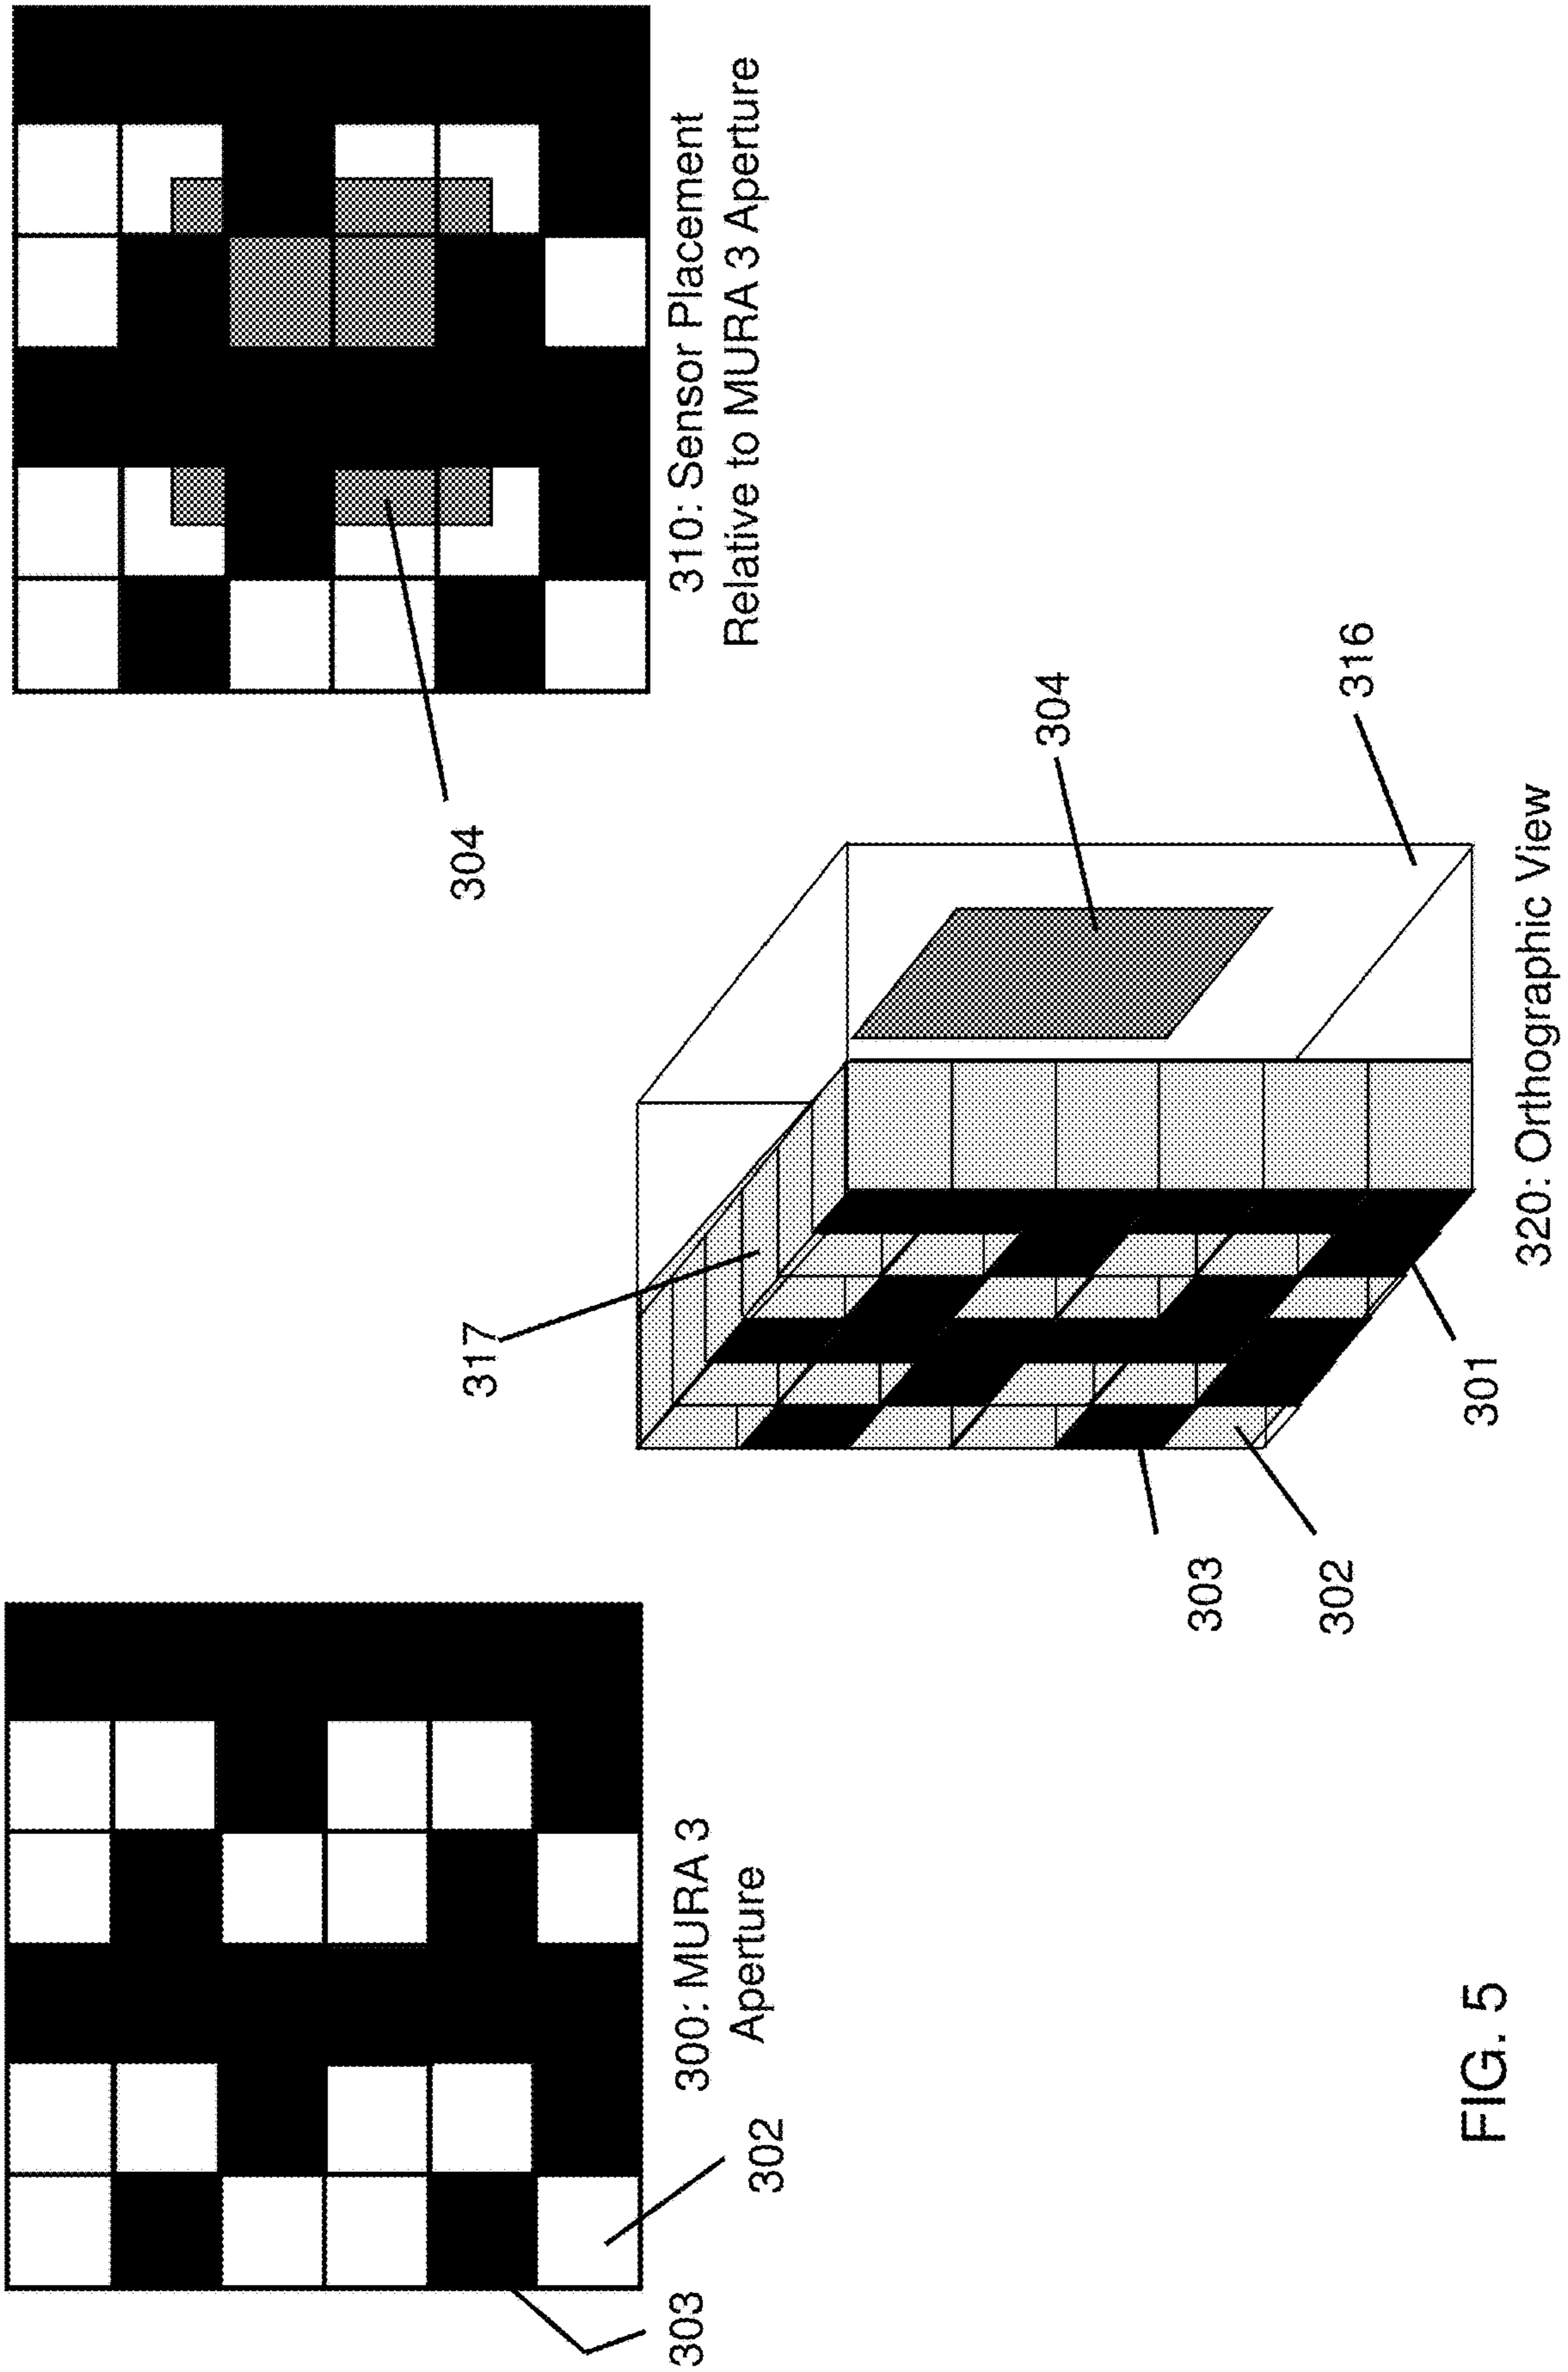 303
302
300: MURA 3
Aperture
304
310: Sensor Placement
Relative to MURA 3 Aperture
317
304
316
303
302
301
320: Orthographic View
FIG. 5